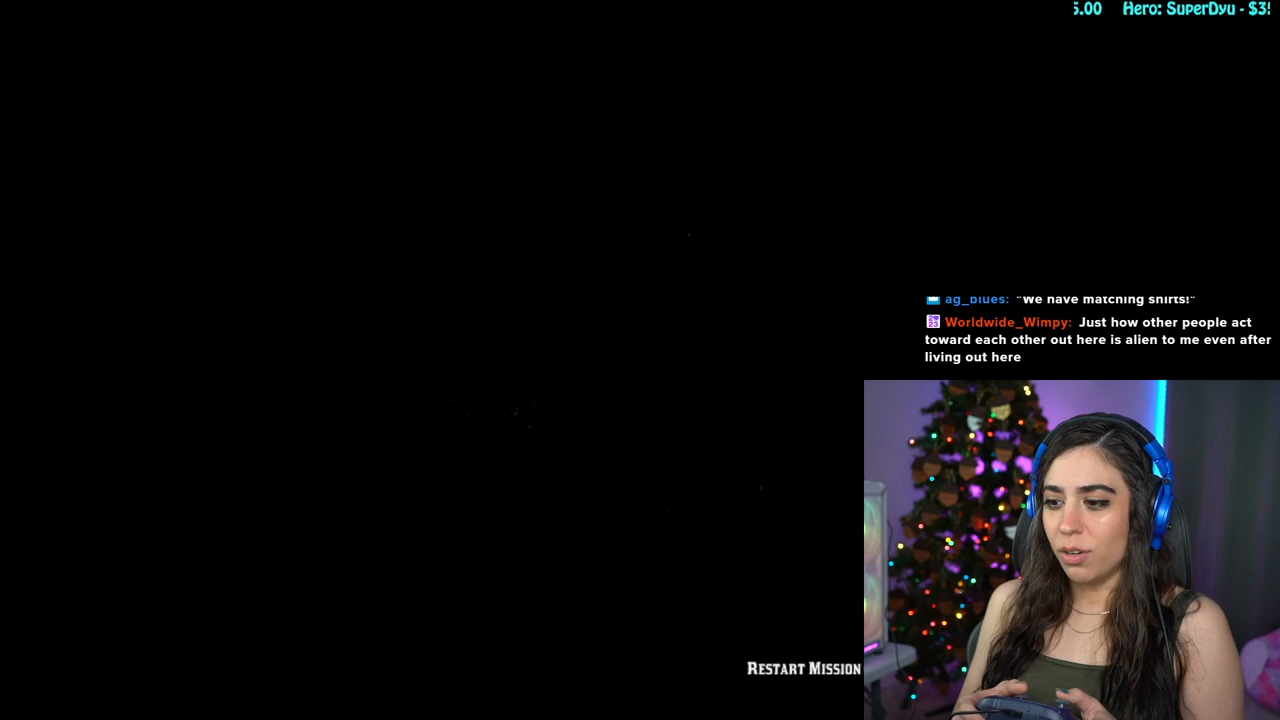 5.00 Hero: SuperDyu - $3
ag_blues: "We have matching shirts!"
Worldwide_Wimpy: Just how other people act
toward each other out here is alien to me even after
living out here
Restart Mission